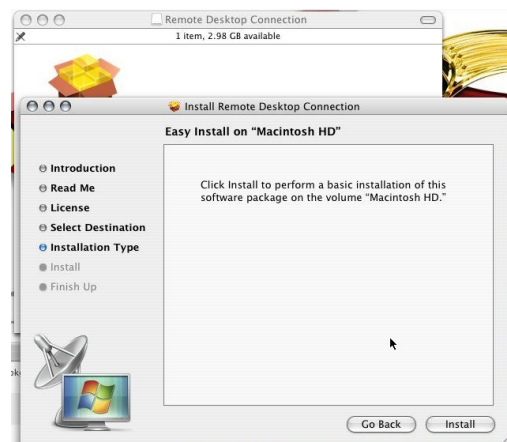 Remote Desktop Connection
1 item, 2.98 GB available
Install Remote Desktop Connection
Easy Install on “Macintosh HD”
Introduction
Read Me
License
Select Destination
Installation Type
Install
Finish Up
Click Install to perform a basic installation of this
software package on the volume “Macintosh HD.”
Go Back
Install